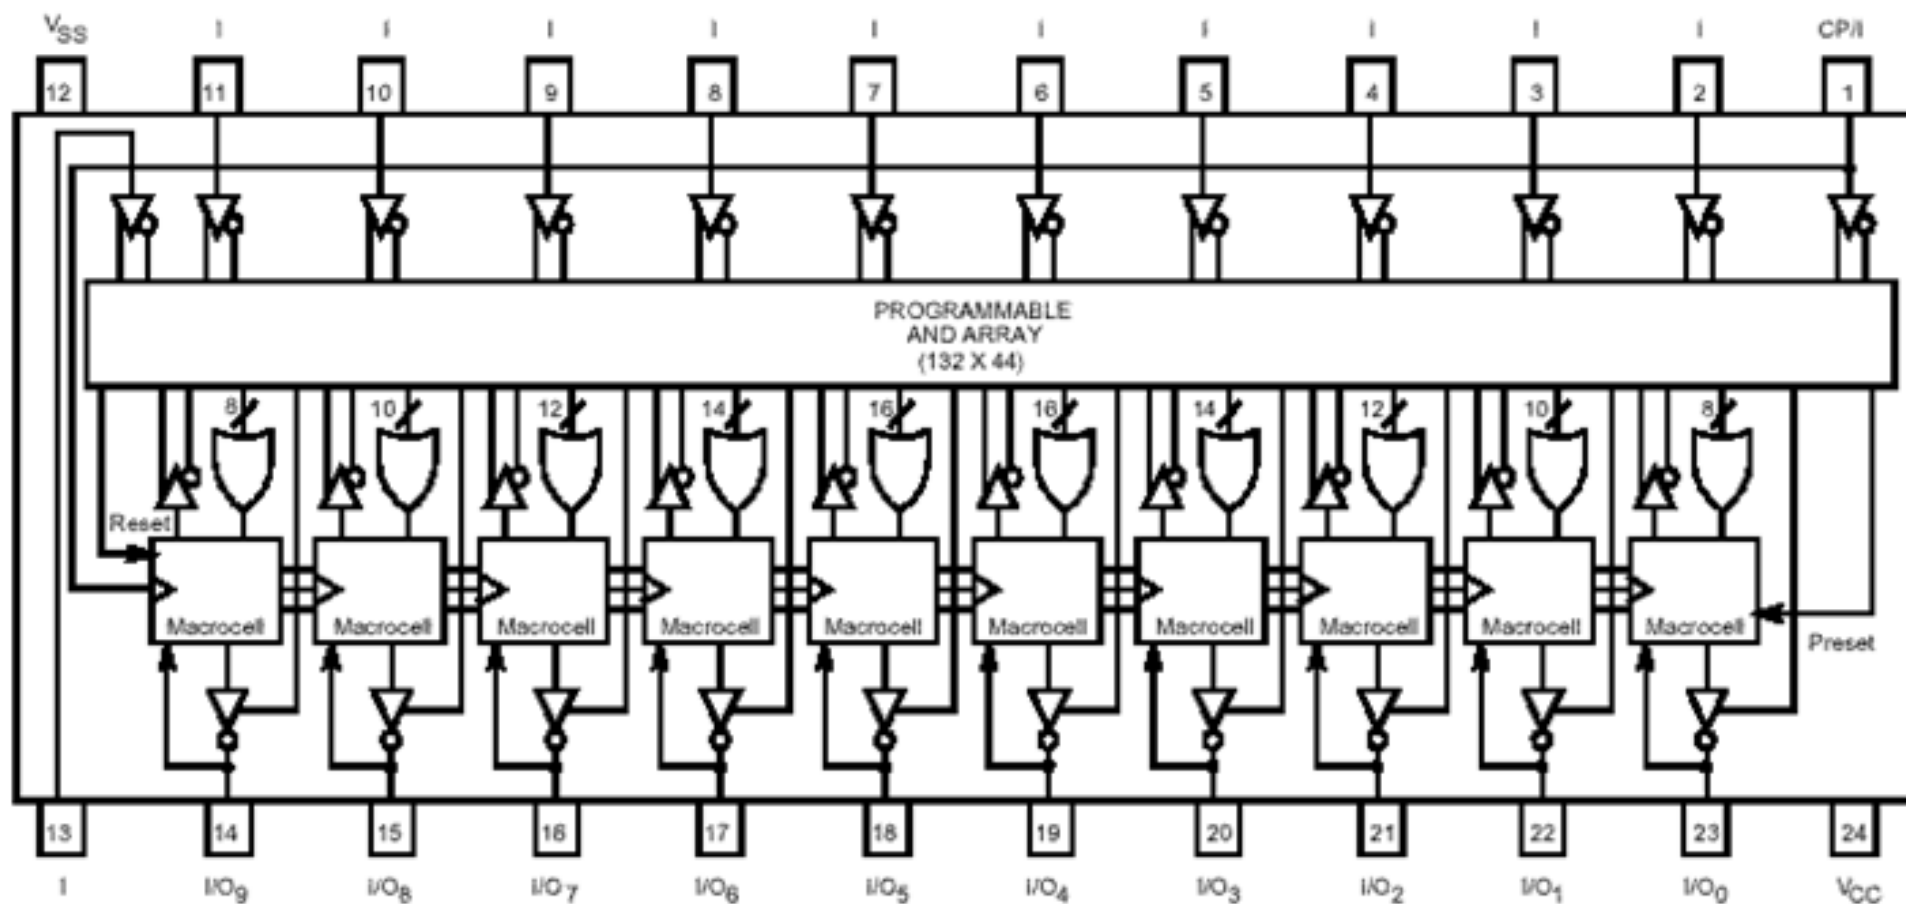 VSS I I I I I I I I I I CP/I
12 11 10 9 8 7 6 5 4 3 2 1
PROGRAMMABLE
AND ARRAY
(132 X 44)
8 10 12 14 16 16 14 12 10 8
Reset
Macrocell Macrocell Macrocell Macrocell Macrocell Macrocell Macrocell Macrocell Macrocell Macrocell
Preset
13 14 15 16 17 18 19 20 21 22 23 24
I I/O9 I/O8 I/O7 I/O6 I/O5 I/O4 I/O3 I/O2 I/O1 I/O0 VCC